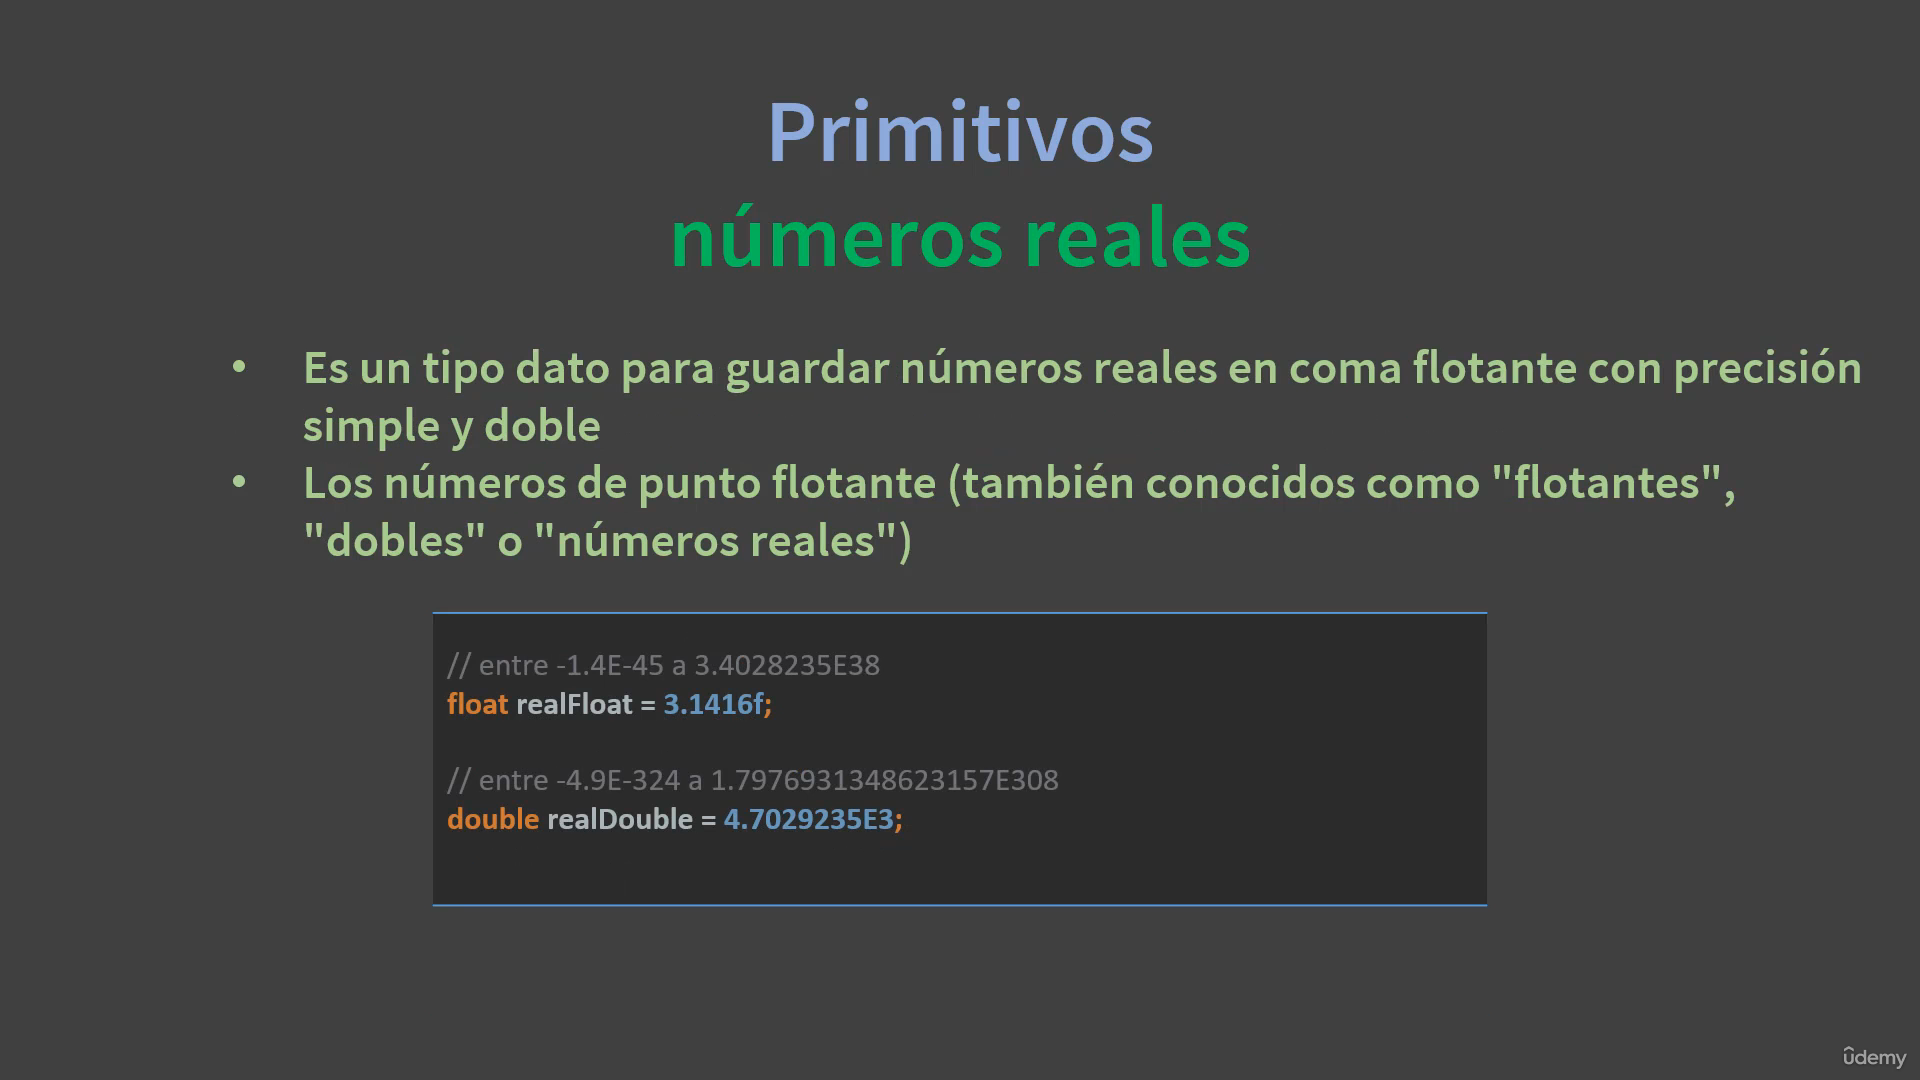 Primitivos
números reales
• Es un tipo dato para guardar números reales en coma flotante con precisión
simple y doble
• Los números de punto flotante (también conocidos como "flotantes",
"dobles" o "números reales")
// entre -1.4E-45 a 3.4028235E38
float realFloat = 3.1416f;
// entre -4.9E-324 a 1.7976931348623157E308
double realDouble = 4.7029235E3;
ûdemy